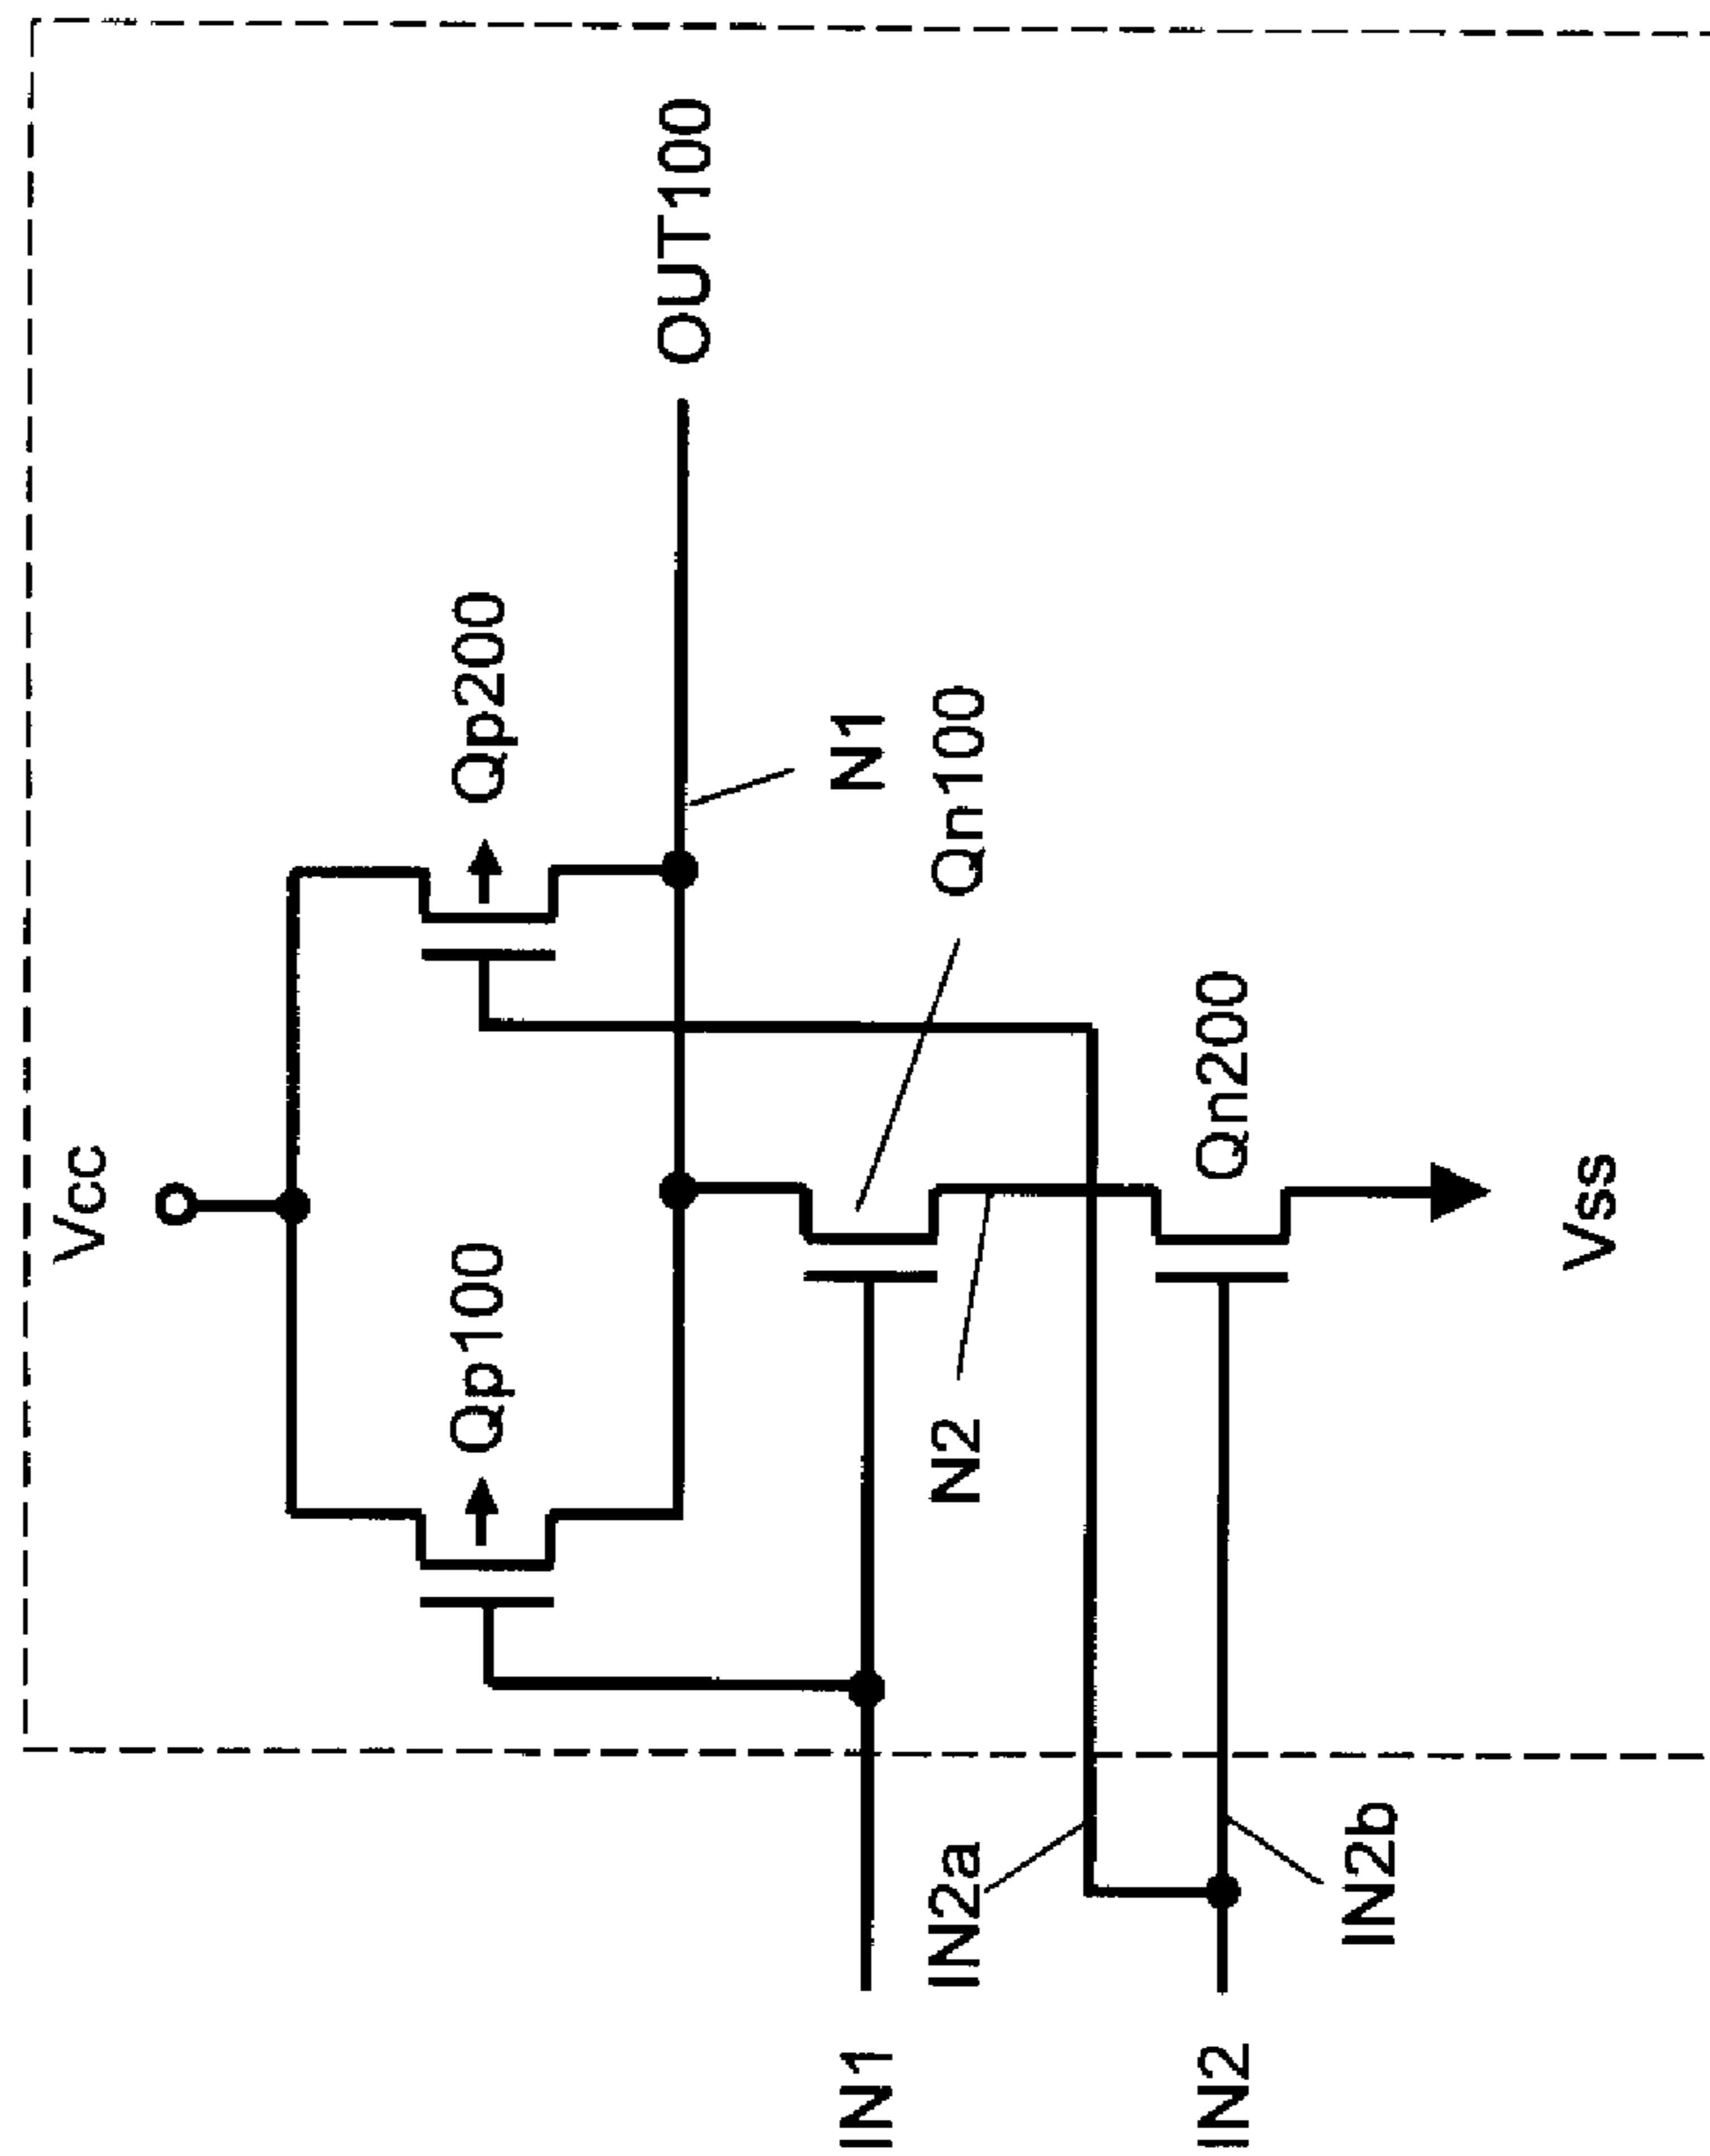 Vcc
Qp100
Qp200
OUT100
N1
Qn100
IN1
N2
IN2a
Qn200
IN2
IN2b
Vss